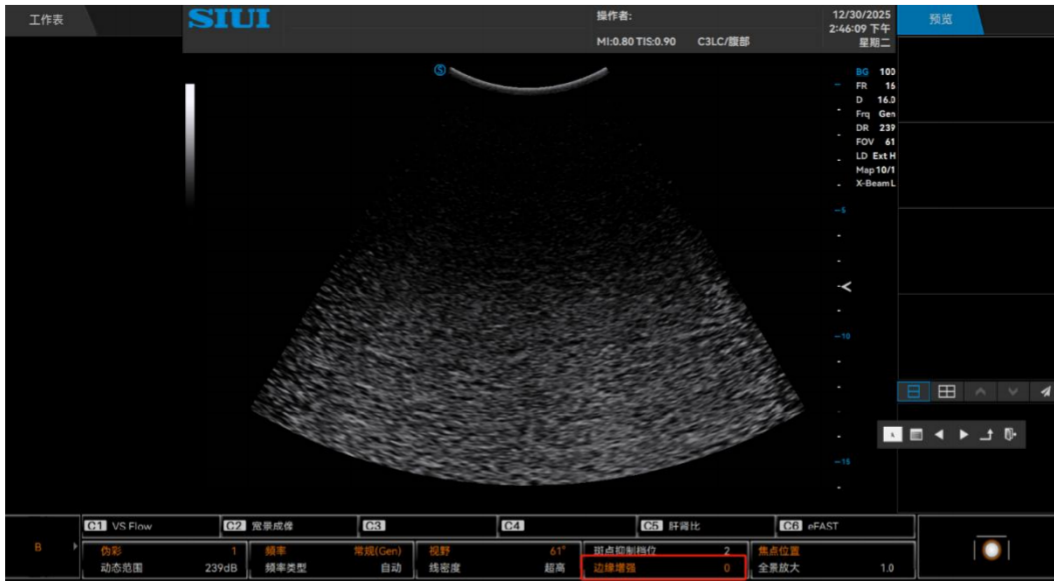 工作表
SIUI
操作者:
MI:0.80 TIS:0.90 C3LC/腹部
12/30/2025
2:46:09 下午
星期二
预览
S
BG 100
FR 16
D 16.0
Frq Gen
DR 239
FOV 61
LD Ext H
Map 10/1
X-Beam L
-5
-10
-15
C1 VS Flow
C2 宽景成像
C3
C4
C5 肝肾比
C6 eFAST
B
伪彩 1
频率 常规(Gen)
视野 61°
斑点抑制档位 2
焦点位置
动态范围 239dB
频率类型 自动
线密度 超高
边缘增强 0
全景放大 1.0